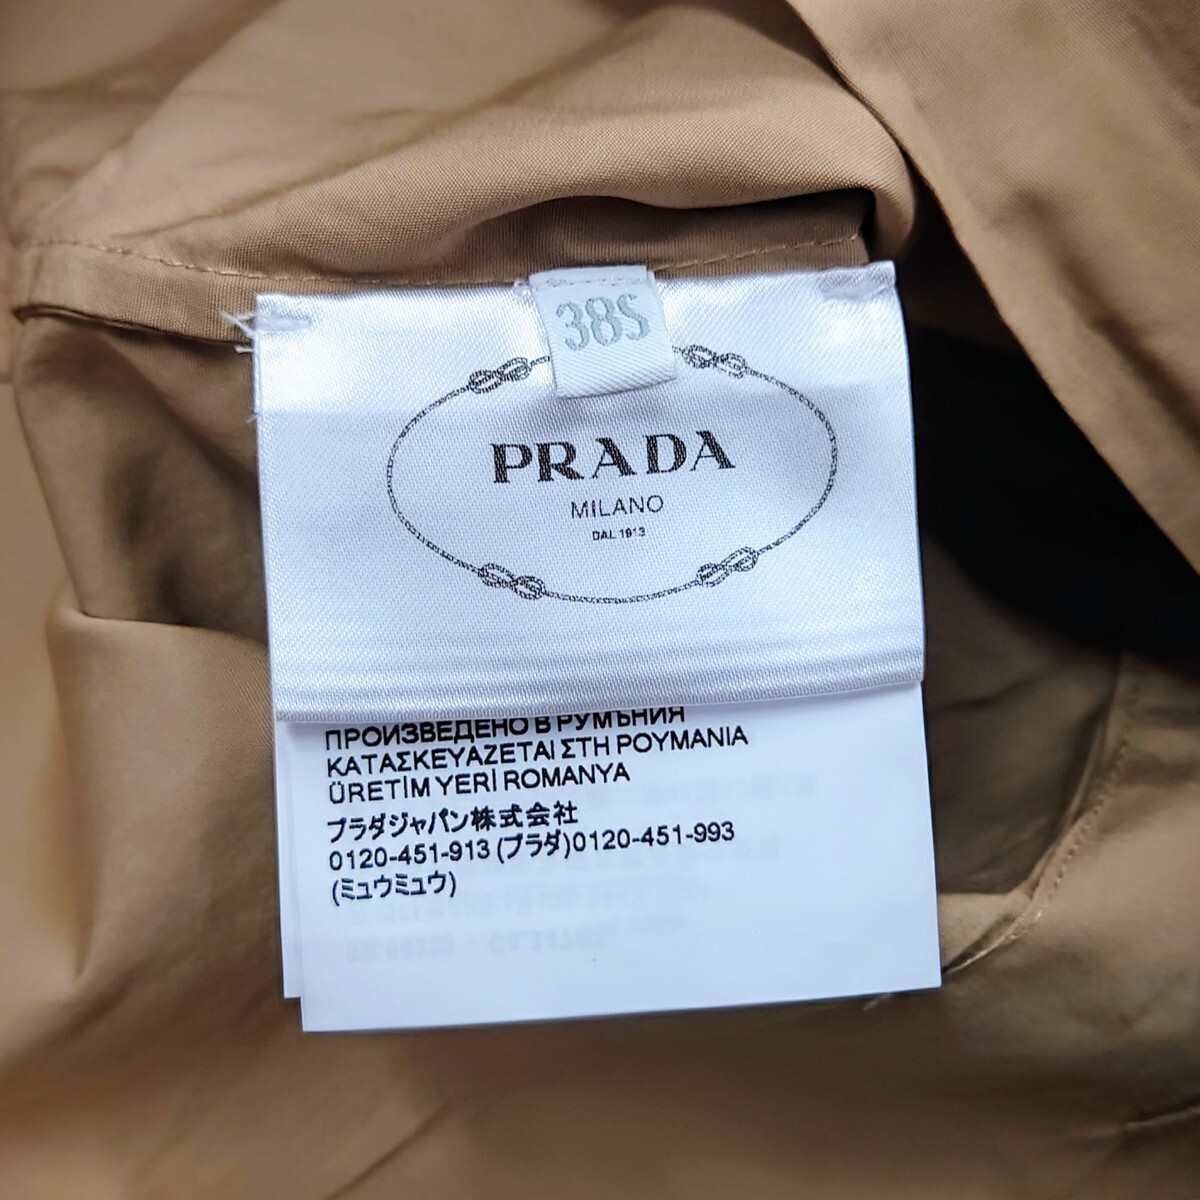 38S
PRADA
MILANO
DAL 1913
ПРОИЗВЕДЕНО В РУМЪНИЯ
ΚΑΤΑΣΚΕΥΑΖΕΤΑΙ ΣΤΗ ΡΟΥΜΑΝΙΑ
ÜRETİM YERİ ROMANYA
プラダジャパン株式会社
0120-451-913 (プラダ)0120-451-993
(ミュウミュウ)